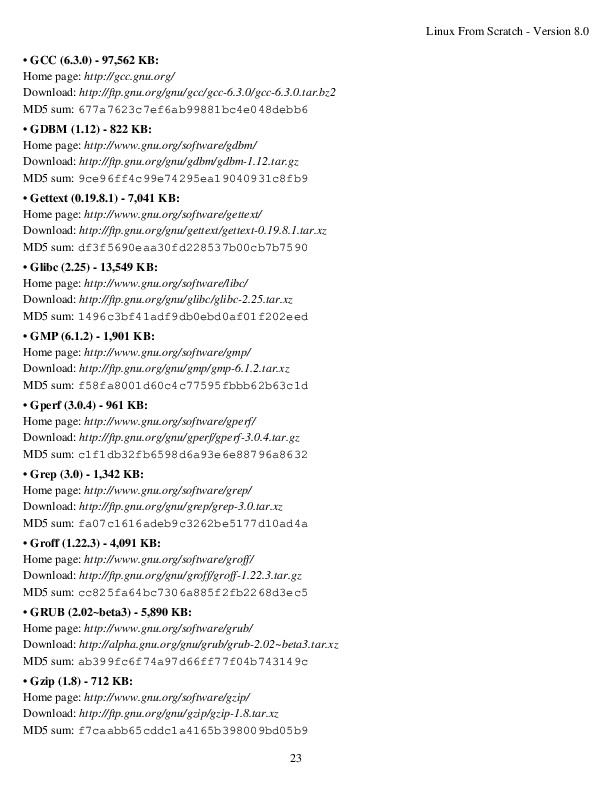 Linux From Scratch - Version 8.0
• GCC (6.3.0) - 97,562 KB:
Home page: http://gcc.gnu.org/
Download: http://ftp.gnu.org/gnu/gcc/gcc-6.3.0/gcc-6.3.0.tar.bz2
MD5 sum: 677a7623c7ef6ab99881bc4e048debb6
• GDBM (1.12) - 822 KB:
Home page: http://www.gnu.org/software/gdbm/
Download: http://ftp.gnu.org/gnu/gdbm/gdbm-1.12.tar.gz
MD5 sum: 9ce96ff4c99e74295ea19040931c8fb9
• Gettext (0.19.8.1) - 7,041 KB:
Home page: http://www.gnu.org/software/gettext/
Download: http://ftp.gnu.org/gnu/gettext/gettext-0.19.8.1.tar.xz
MD5 sum: df3f5690eaa30fd228537b00cb7b7590
• Glibc (2.25) - 13,549 KB:
Home page: http://www.gnu.org/software/libc/
Download: http://ftp.gnu.org/gnu/glibc/glibc-2.25.tar.xz
MD5 sum: 1496c3bf41adf9db0ebd0af01f202eed
• GMP (6.1.2) - 1,901 KB:
Home page: http://www.gnu.org/software/gmp/
Download: http://ftp.gnu.org/gnu/gmp/gmp-6.1.2.tar.xz
MD5 sum: f58fa8001d60c4c77595fbbb62b63c1d
• Gperf (3.0.4) - 961 KB:
Home page: http://www.gnu.org/software/gperf/
Download: http://ftp.gnu.org/gnu/gperf/gperf-3.0.4.tar.gz
MD5 sum: c1f1db32fb6598d6a93e6e88796a8632
• Grep (3.0) - 1,342 KB:
Home page: http://www.gnu.org/software/grep/
Download: http://ftp.gnu.org/gnu/grep/grep-3.0.tar.xz
MD5 sum: fa07c1616adeb9c3262be5177d10ad4a
• Groff (1.22.3) - 4,091 KB:
Home page: http://www.gnu.org/software/groff/
Download: http://ftp.gnu.org/gnu/groff/groff-1.22.3.tar.gz
MD5 sum: cc825fa64bc7306a885f2fb2268d3ec5
• GRUB (2.02~beta3) - 5,890 KB:
Home page: http://www.gnu.org/software/grub/
Download: http://alpha.gnu.org/gnu/grub/grub-2.02~beta3.tar.xz
MD5 sum: ab399fc6f74a97d66ff77f04b743149c
• Gzip (1.8) - 712 KB:
Home page: http://www.gnu.org/software/gzip/
Download: http://ftp.gnu.org/gnu/gzip/gzip-1.8.tar.xz
MD5 sum: f7caabb65cddc1a4165b398009bd05b9
23